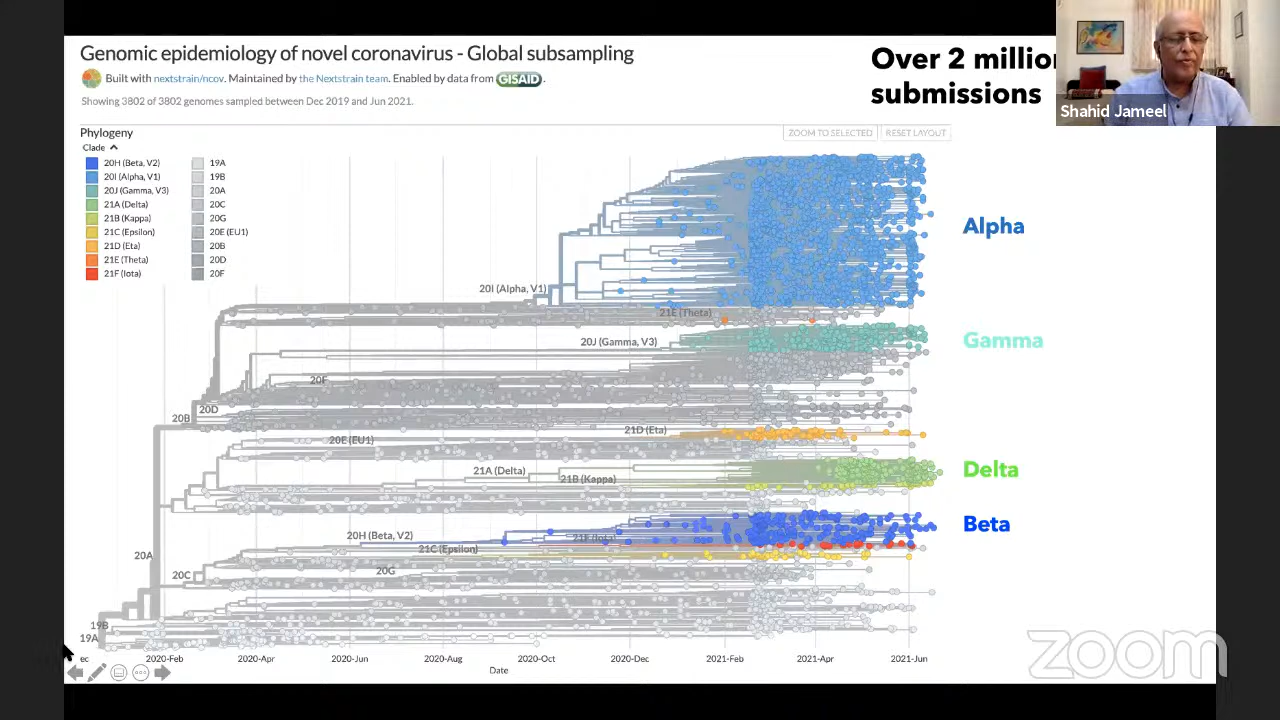 Genomic epidemiology of novel coronavirus - Global subsampling
Built with nextstrain/ncov. Maintained by the Nextstrain team. Enabled by data from GISAID.
Showing 3802 of 3802 genomes sampled between Dec 2019 and Jun 2021.
Over 2 millio
submissions
Shahid Jameel
Phylogeny
ZOOM TO SELECTED
RESET LAYOUT
Clade
20H (Beta, V2)
20I (Alpha, V1)
20J (Gamma, V3)
21A (Delta)
21B (Kappa)
21C (Epsilon)
21D (Eta)
21E (Theta)
21F (Iota)
19A
19B
20A
20C
20G
20E (EU1)
20B
20D
20F
Alpha
20I (Alpha, V1)
21E (Theta)
20J (Gamma, V3)
Gamma
20F
20D
20B
21D (Eta)
20E (EU1)
21A (Delta)
21B (Kappa)
Delta
Beta
20H (Beta, V2)
21F (Iota)
21C (Epsilon)
20A
20C
20G
19B
19A
ec
2020-Feb
2020-Apr
2020-Jun
2020-Aug
2020-Oct
2020-Dec
2021-Feb
2021-Apr
2021-Jun
Date
zoom